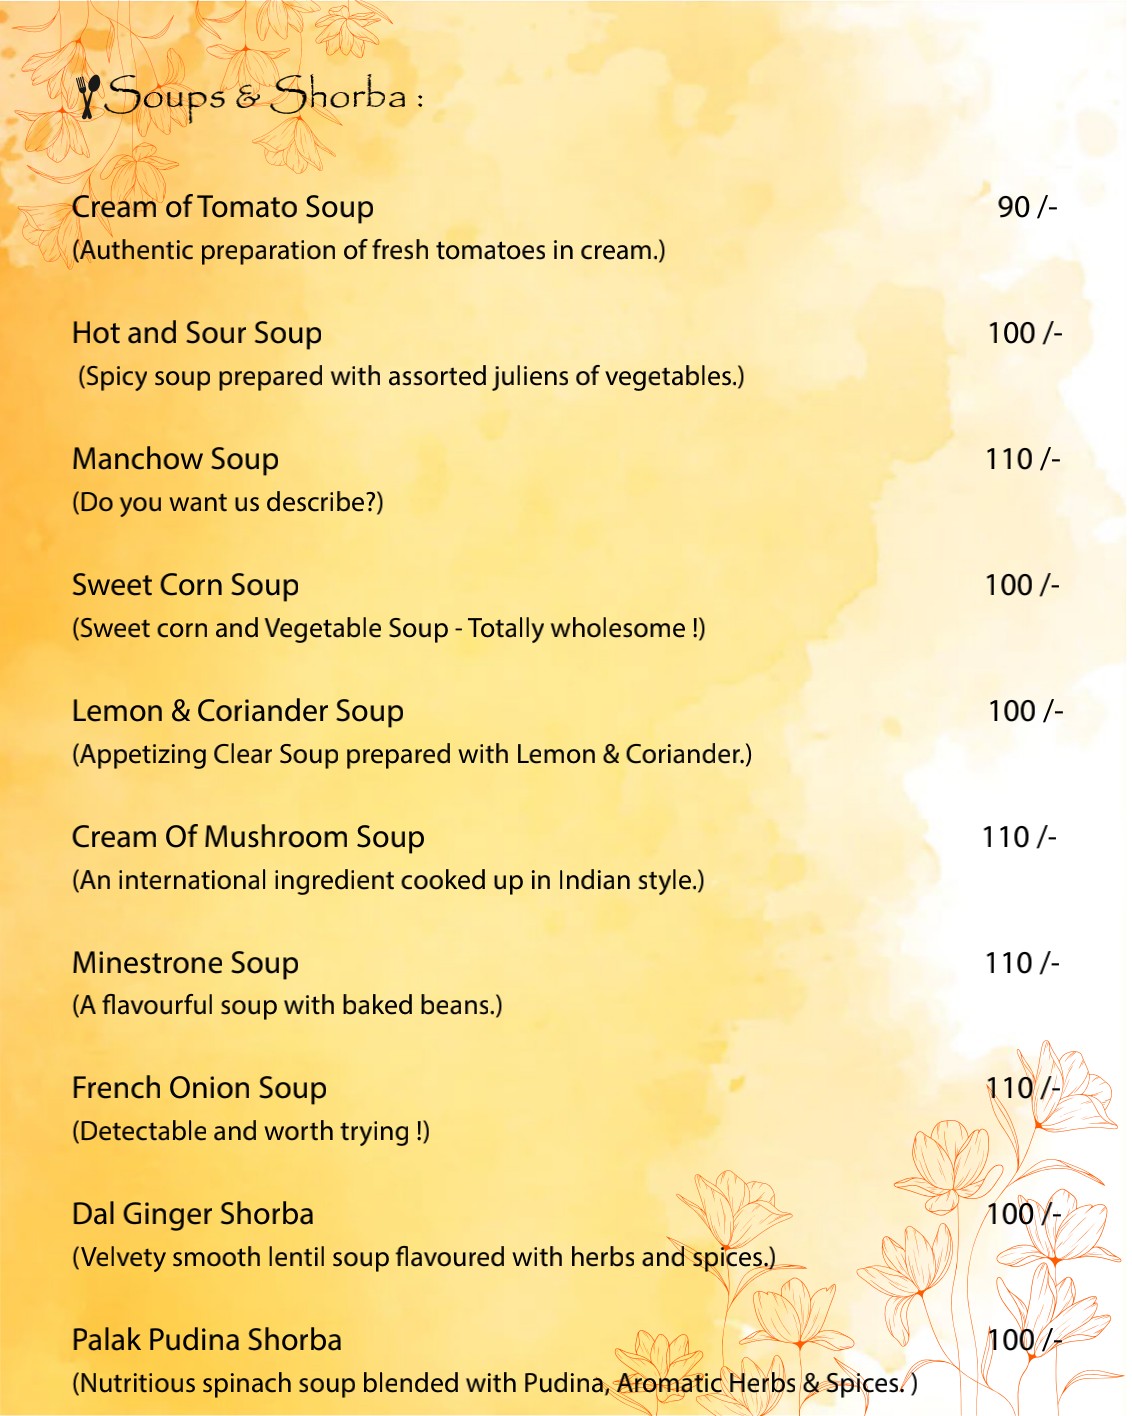 Soups & Shorba :
Cream of Tomato Soup 90 /-
(Authentic preparation of fresh tomatoes in cream.)
Hot and Sour Soup 100 /-
(Spicy soup prepared with assorted juliens of vegetables.)
Manchow Soup 110 /-
(Do you want us describe?)
Sweet Corn Soup 100 /-
(Sweet corn and Vegetable Soup - Totally wholesome !)
Lemon & Coriander Soup 100 /-
(Appetizing Clear Soup prepared with Lemon & Coriander.)
Cream Of Mushroom Soup 110 /-
(An international ingredient cooked up in Indian style.)
Minestrone Soup 110 /-
(A flavourful soup with baked beans.)
French Onion Soup 110 /-
(Detectable and worth trying !)
Dal Ginger Shorba 100 /-
(Velvety smooth lentil soup flavoured with herbs and spices.)
Palak Pudina Shorba 100 /-
(Nutritious spinach soup blended with Pudina, Aromatic Herbs & Spices. )